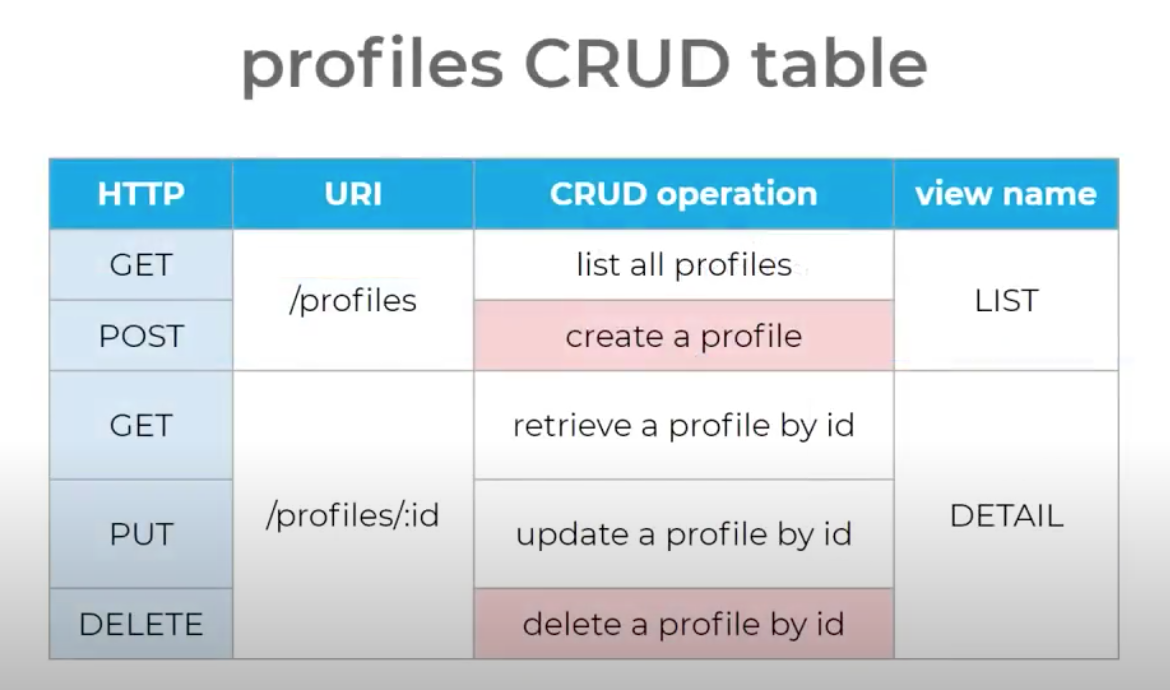 profiles CRUD table
HTTP URI CRUD operation view name
GET /profiles list all profiles LIST
POST create a profile
GET /profiles/:id retrieve a profile by id DETAIL
PUT update a profile by id
DELETE delete a profile by id